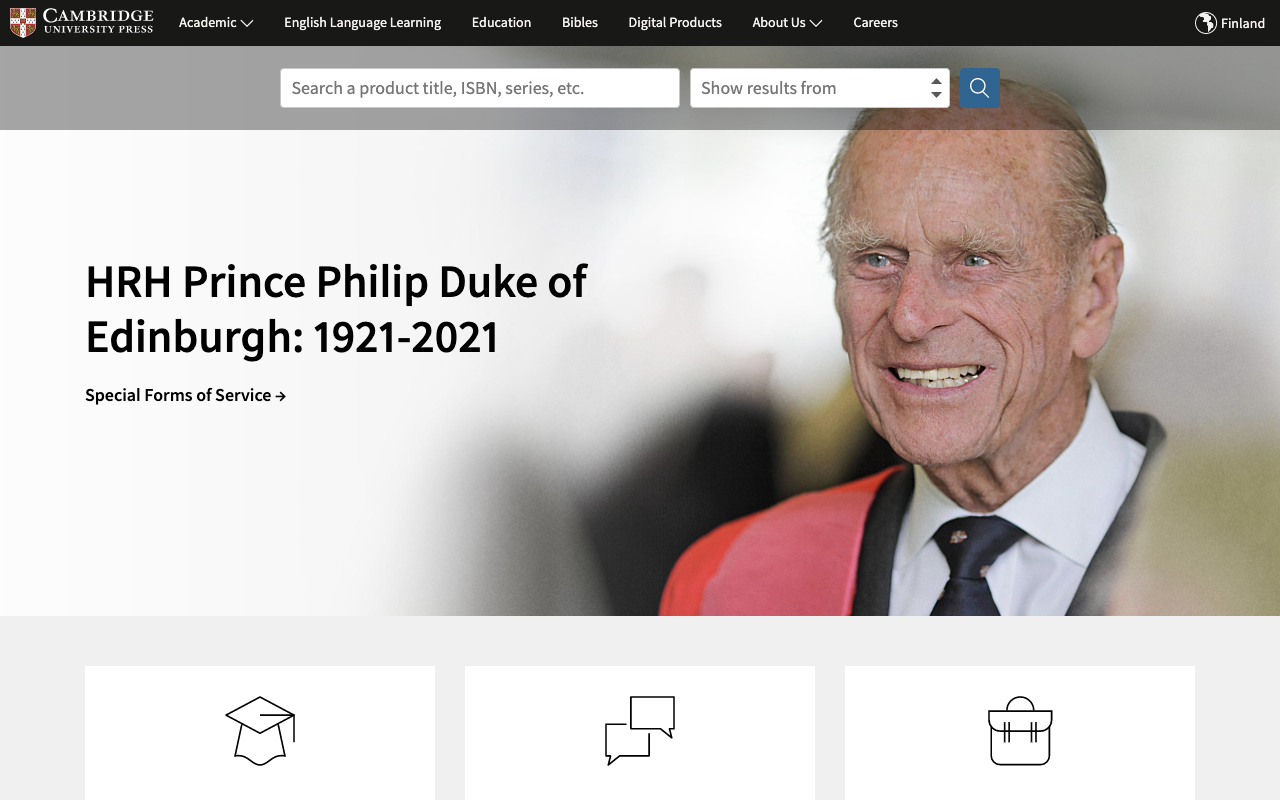 CAMBRIDGE
UNIVERSITY PRESS
Academic
English Language Learning
Education
Bibles
Digital Products
About Us
Careers
Finland
Search a product title, ISBN, series, etc.
Show results from
HRH Prince Philip Duke of
Edinburgh: 1921-2021
Special Forms of Service →